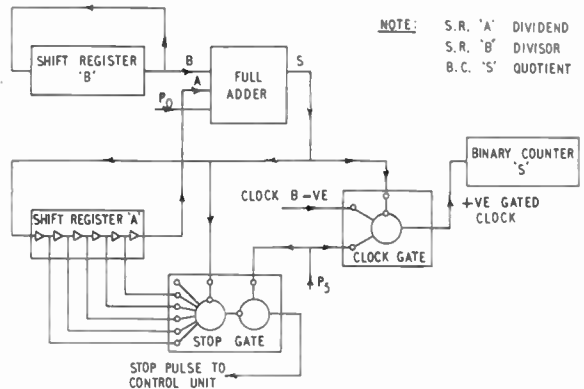 NOTE: S.R. 'A' DIVIDEND
S.R. 'B' DIVISOR
B.C. 'S' QUOTIENT
SHIFT REGISTER
'B'
B
A
P0
FULL
ADDER
S
BINARY COUNTER
'S'
+VE GATED
CLOCK
CLOCK B -VE
CLOCK GATE
P5
SHIFT REGISTER 'A'
STOP GATE
STOP PULSE TO
CONTROL UNIT